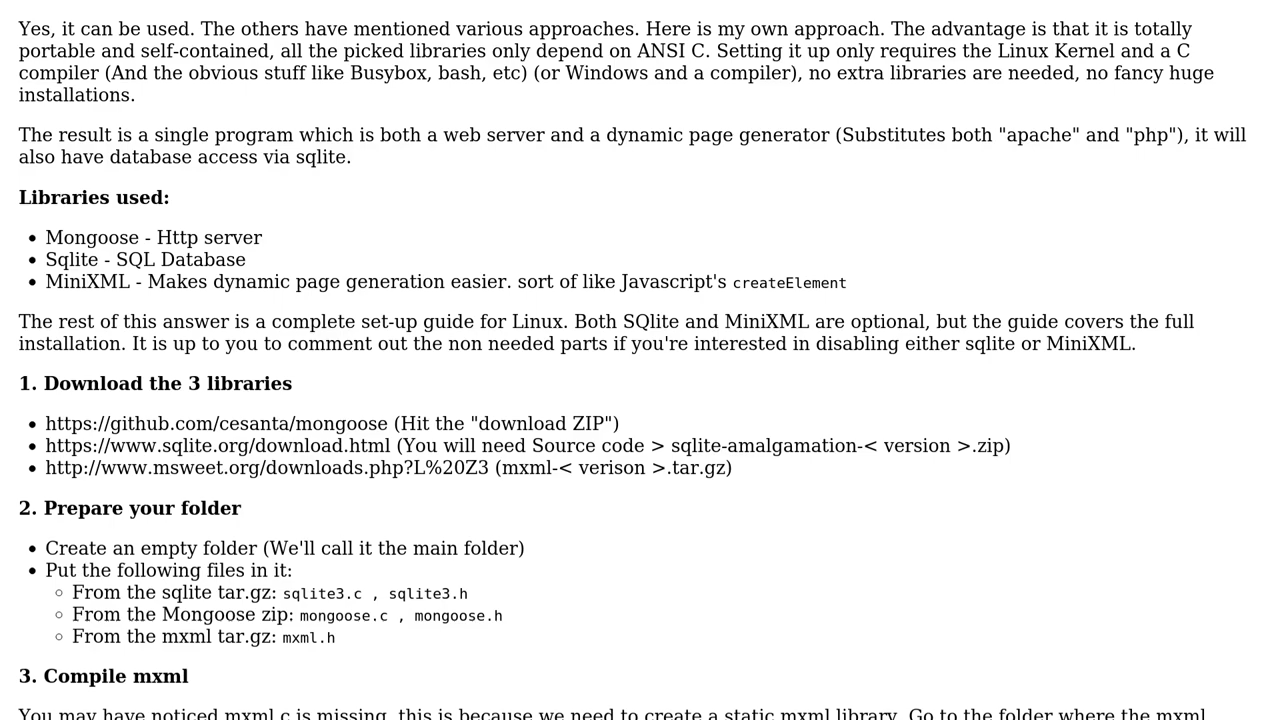 Yes, it can be used. The others have mentioned various approaches. Here is my own approach. The advantage is that it is totally
portable and self-contained, all the picked libraries only depend on ANSI C. Setting it up only requires the Linux Kernel and a C
compiler (And the obvious stuff like Busybox, bash, etc) (or Windows and a compiler), no extra libraries are needed, no fancy huge
installations.
The result is a single program which is both a web server and a dynamic page generator (Substitutes both "apache" and "php"), it will
also have database access via sqlite.
Libraries used:
• Mongoose - Http server
• Sqlite - SQL Database
• MiniXML - Makes dynamic page generation easier. sort of like Javascript's createElement
The rest of this answer is a complete set-up guide for Linux. Both SQlite and MiniXML are optional, but the guide covers the full
installation. It is up to you to comment out the non needed parts if you're interested in disabling either sqlite or MiniXML.
1. Download the 3 libraries
• https://github.com/cesanta/mongoose (Hit the "download ZIP")
• https://www.sqlite.org/download.html (You will need Source code > sqlite-amalgamation-< version >.zip)
• http://www.msweet.org/downloads.php?L%20Z3 (mxml-< verison >.tar.gz)
2. Prepare your folder
• Create an empty folder (We'll call it the main folder)
• Put the following files in it:
◦ From the sqlite tar.gz: sqlite3.c , sqlite3.h
◦ From the Mongoose zip: mongoose.c , mongoose.h
◦ From the mxml tar.gz: mxml.h
3. Compile mxml
You may have noticed mxml.c is missing, this is because we need to create a static mxml library. Go to the folder where the mxml